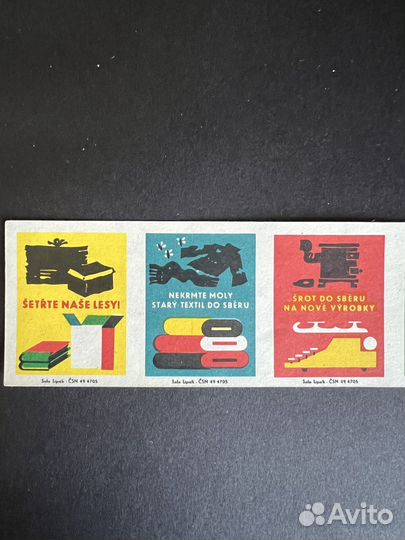 ŠETŘTE NAŠE LESY!
Solo Lipník - ČSN 49 4705
NEKRMTE MOLY
STARÝ TEXTIL DO SBĚRU
Solo Lipník - ČSN 49 4705
ŠROT DO SBĚRU
NA NOVÉ VÝROBKY
Solo Lipník - ČSN 49 4705
Avito